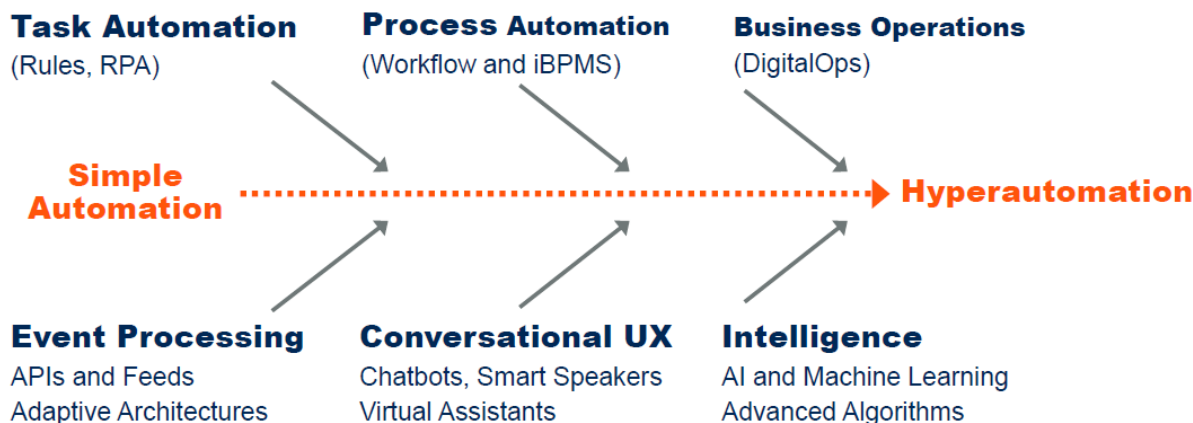 Task Automation
(Rules, RPA)
Process Automation
(Workflow and iBPMS)
Business Operations
(DigitalOps)
Simple
Automation
Hyperautomation
Event Processing
APIs and Feeds
Adaptive Architectures
Conversational UX
Chatbots, Smart Speakers
Virtual Assistants
Intelligence
AI and Machine Learning
Advanced Algorithms